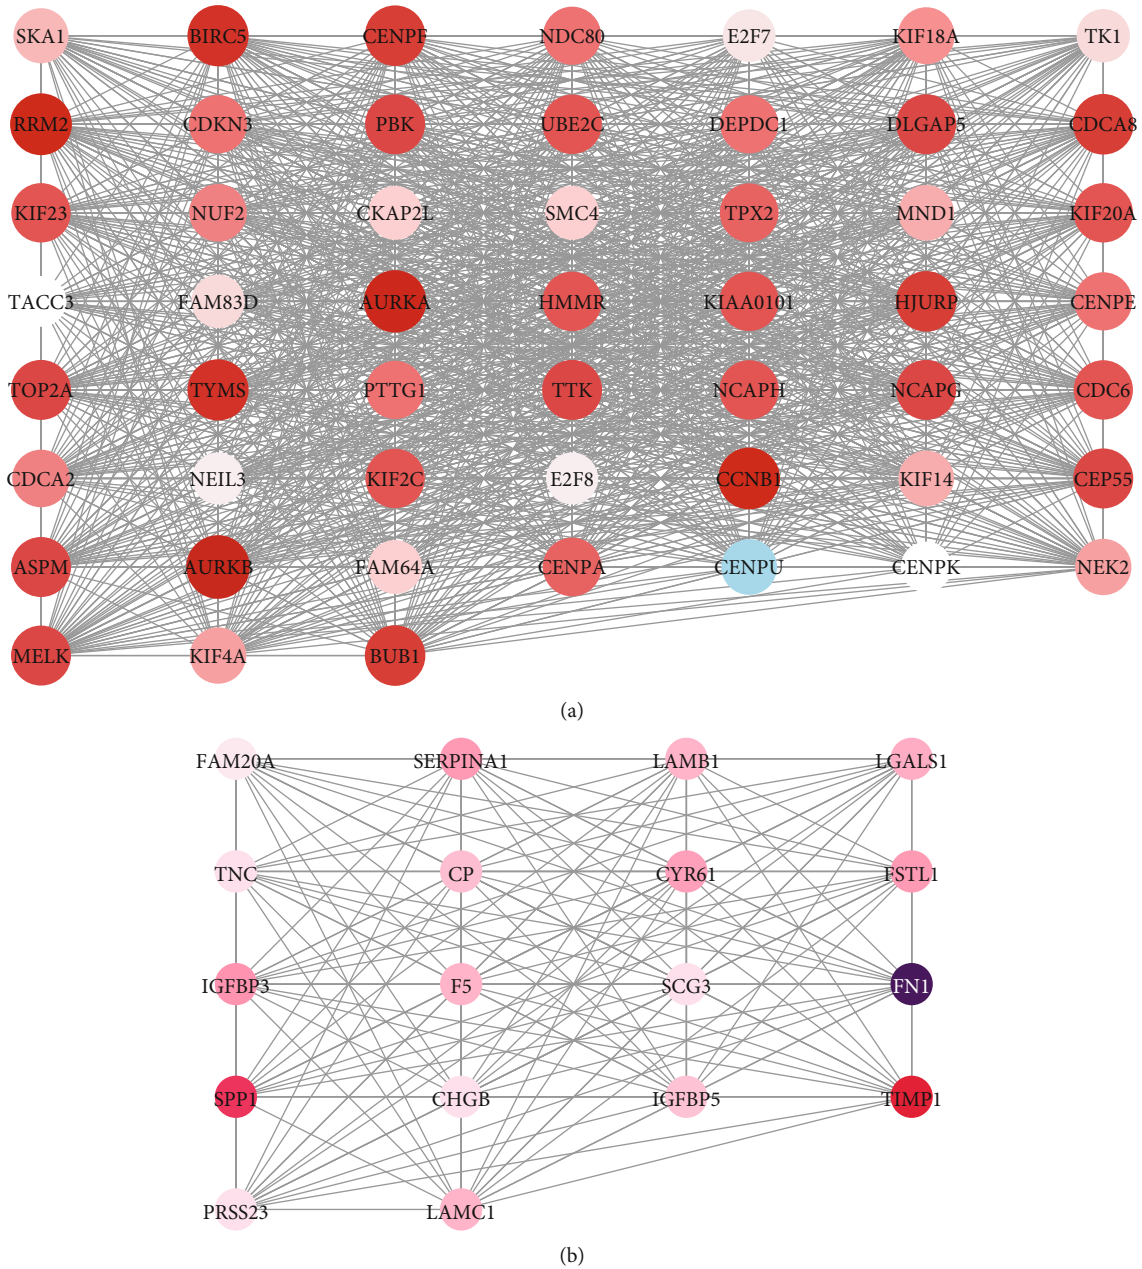 SKA1 BIRC5 CENPF NDC80 E2F7 KIF18A TK1
RRM2 CDKN3 PBK UBE2C DEPDC1 DLGAP5 CDCA8
KIF23 NUF2 CKAP2L SMC4 TPX2 MND1 KIF20A
TACC3 FAM83D AURKA HMMR KIAA0101 HJURP CENPE
TOP2A TYMS PTTG1 TTK NCAPH NCAPG CDC6
CDCA2 NEIL3 KIF2C E2F8 CCNB1 KIF14 CEP55
ASPM AURKB FAM64A CENPA CENPU CENPK NEK2
MELK KIF4A BUB1
(a)
FAM20A SERPINA1 LAMB1 LGALS1
TNC CP CYR61 FSTL1
IGFBP3 F5 SCG3 FN1
SPP1 CHGB IGFBP5 TIMP1
PRSS23 LAMC1
(b)